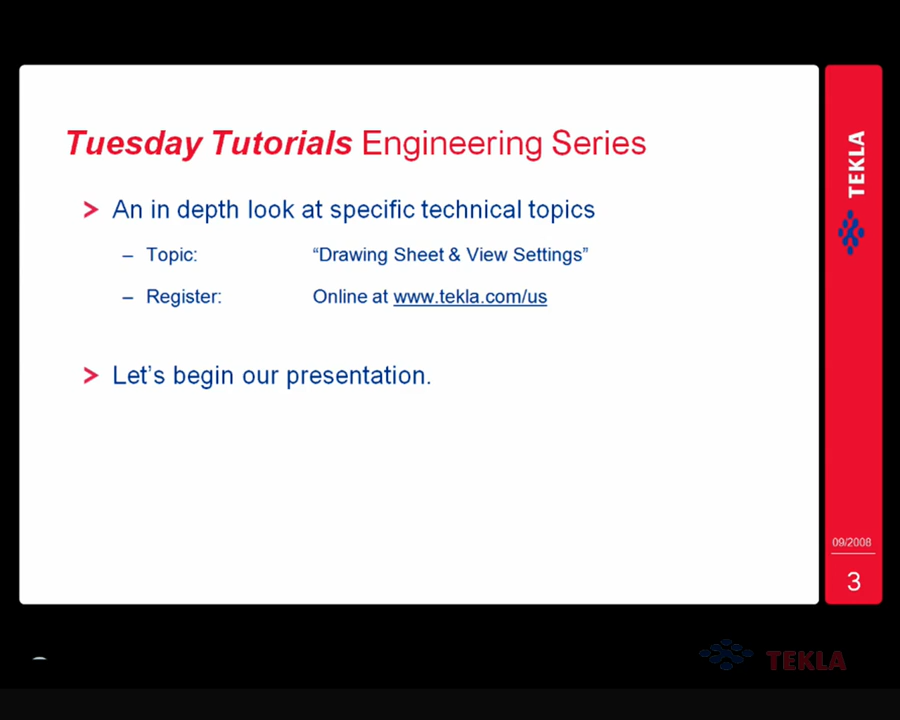 Tuesday Tutorials Engineering Series
> An in depth look at specific technical topics
– Topic: “Drawing Sheet & View Settings”
– Register: Online at www.tekla.com/us
> Let’s begin our presentation.
TEKLA
09/2008
3
TEKLA